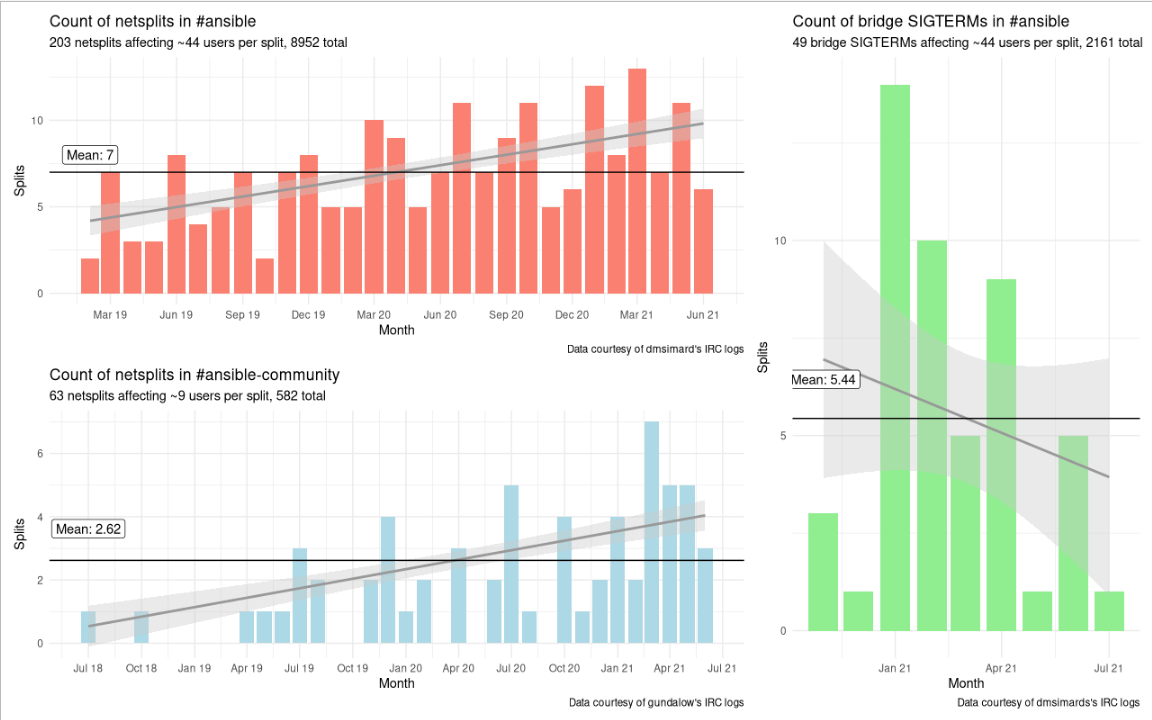 Count of netsplits in #ansible
203 netsplits affecting ~44 users per split, 8952 total
10
5
0
Splits
Mean: 7
Mar 19 Jun 19 Sep 19 Dec 19 Mar 20 Jun 20 Sep 20 Dec 20 Mar 21 Jun 21
Month
Data courtesy of dmsimard's IRC logs
Count of netsplits in #ansible-community
63 netsplits affecting ~9 users per split, 582 total
6
4
2
0
Splits
Mean: 2.62
Jul 18 Oct 18 Jan 19 Apr 19 Jul 19 Oct 19 Jan 20 Apr 20 Jul 20 Oct 20 Jan 21 Apr 21 Jul 21
Month
Data courtesy of gundalow's IRC logs
Count of bridge SIGTERMs in #ansible
49 bridge SIGTERMs affecting ~44 users per split, 2161 total
10
5
0
Splits
Mean: 5.44
Jan 21 Apr 21 Jul 21
Month
Data courtesy of dmsimards's IRC logs